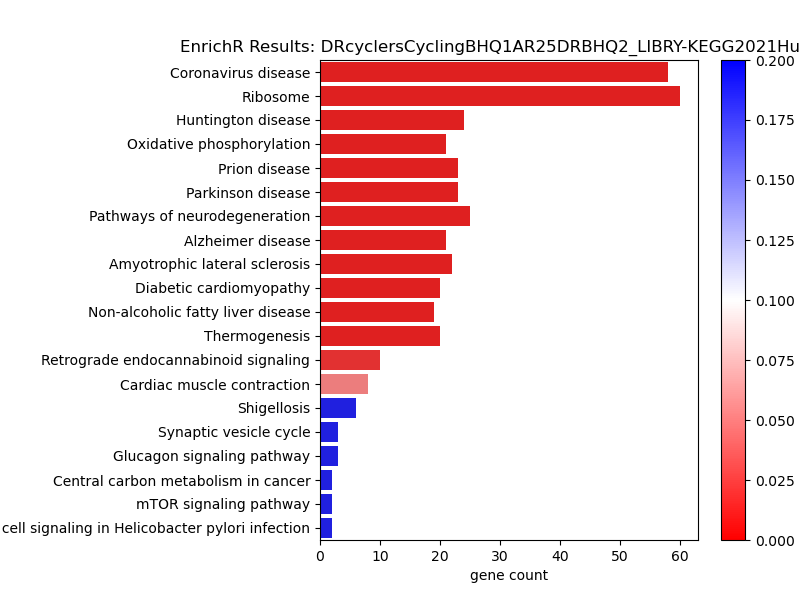 EnrichR Results: DRcyclersCyclingBHQ1AR25DRBHQ2_LIBRY-KEGG2021Hu
Coronavirus disease
Ribosome
Huntington disease
Oxidative phosphorylation
Prion disease
Parkinson disease
Pathways of neurodegeneration
Alzheimer disease
Amyotrophic lateral sclerosis
Diabetic cardiomyopathy
Non-alcoholic fatty liver disease
Thermogenesis
Retrograde endocannabinoid signaling
Cardiac muscle contraction
Shigellosis
Synaptic vesicle cycle
Glucagon signaling pathway
Central carbon metabolism in cancer
mTOR signaling pathway
cell signaling in Helicobacter pylori infection
0 10 20 30 40 50 60
gene count
0.200
0.175
0.150
0.125
0.100
0.075
0.050
0.025
0.000